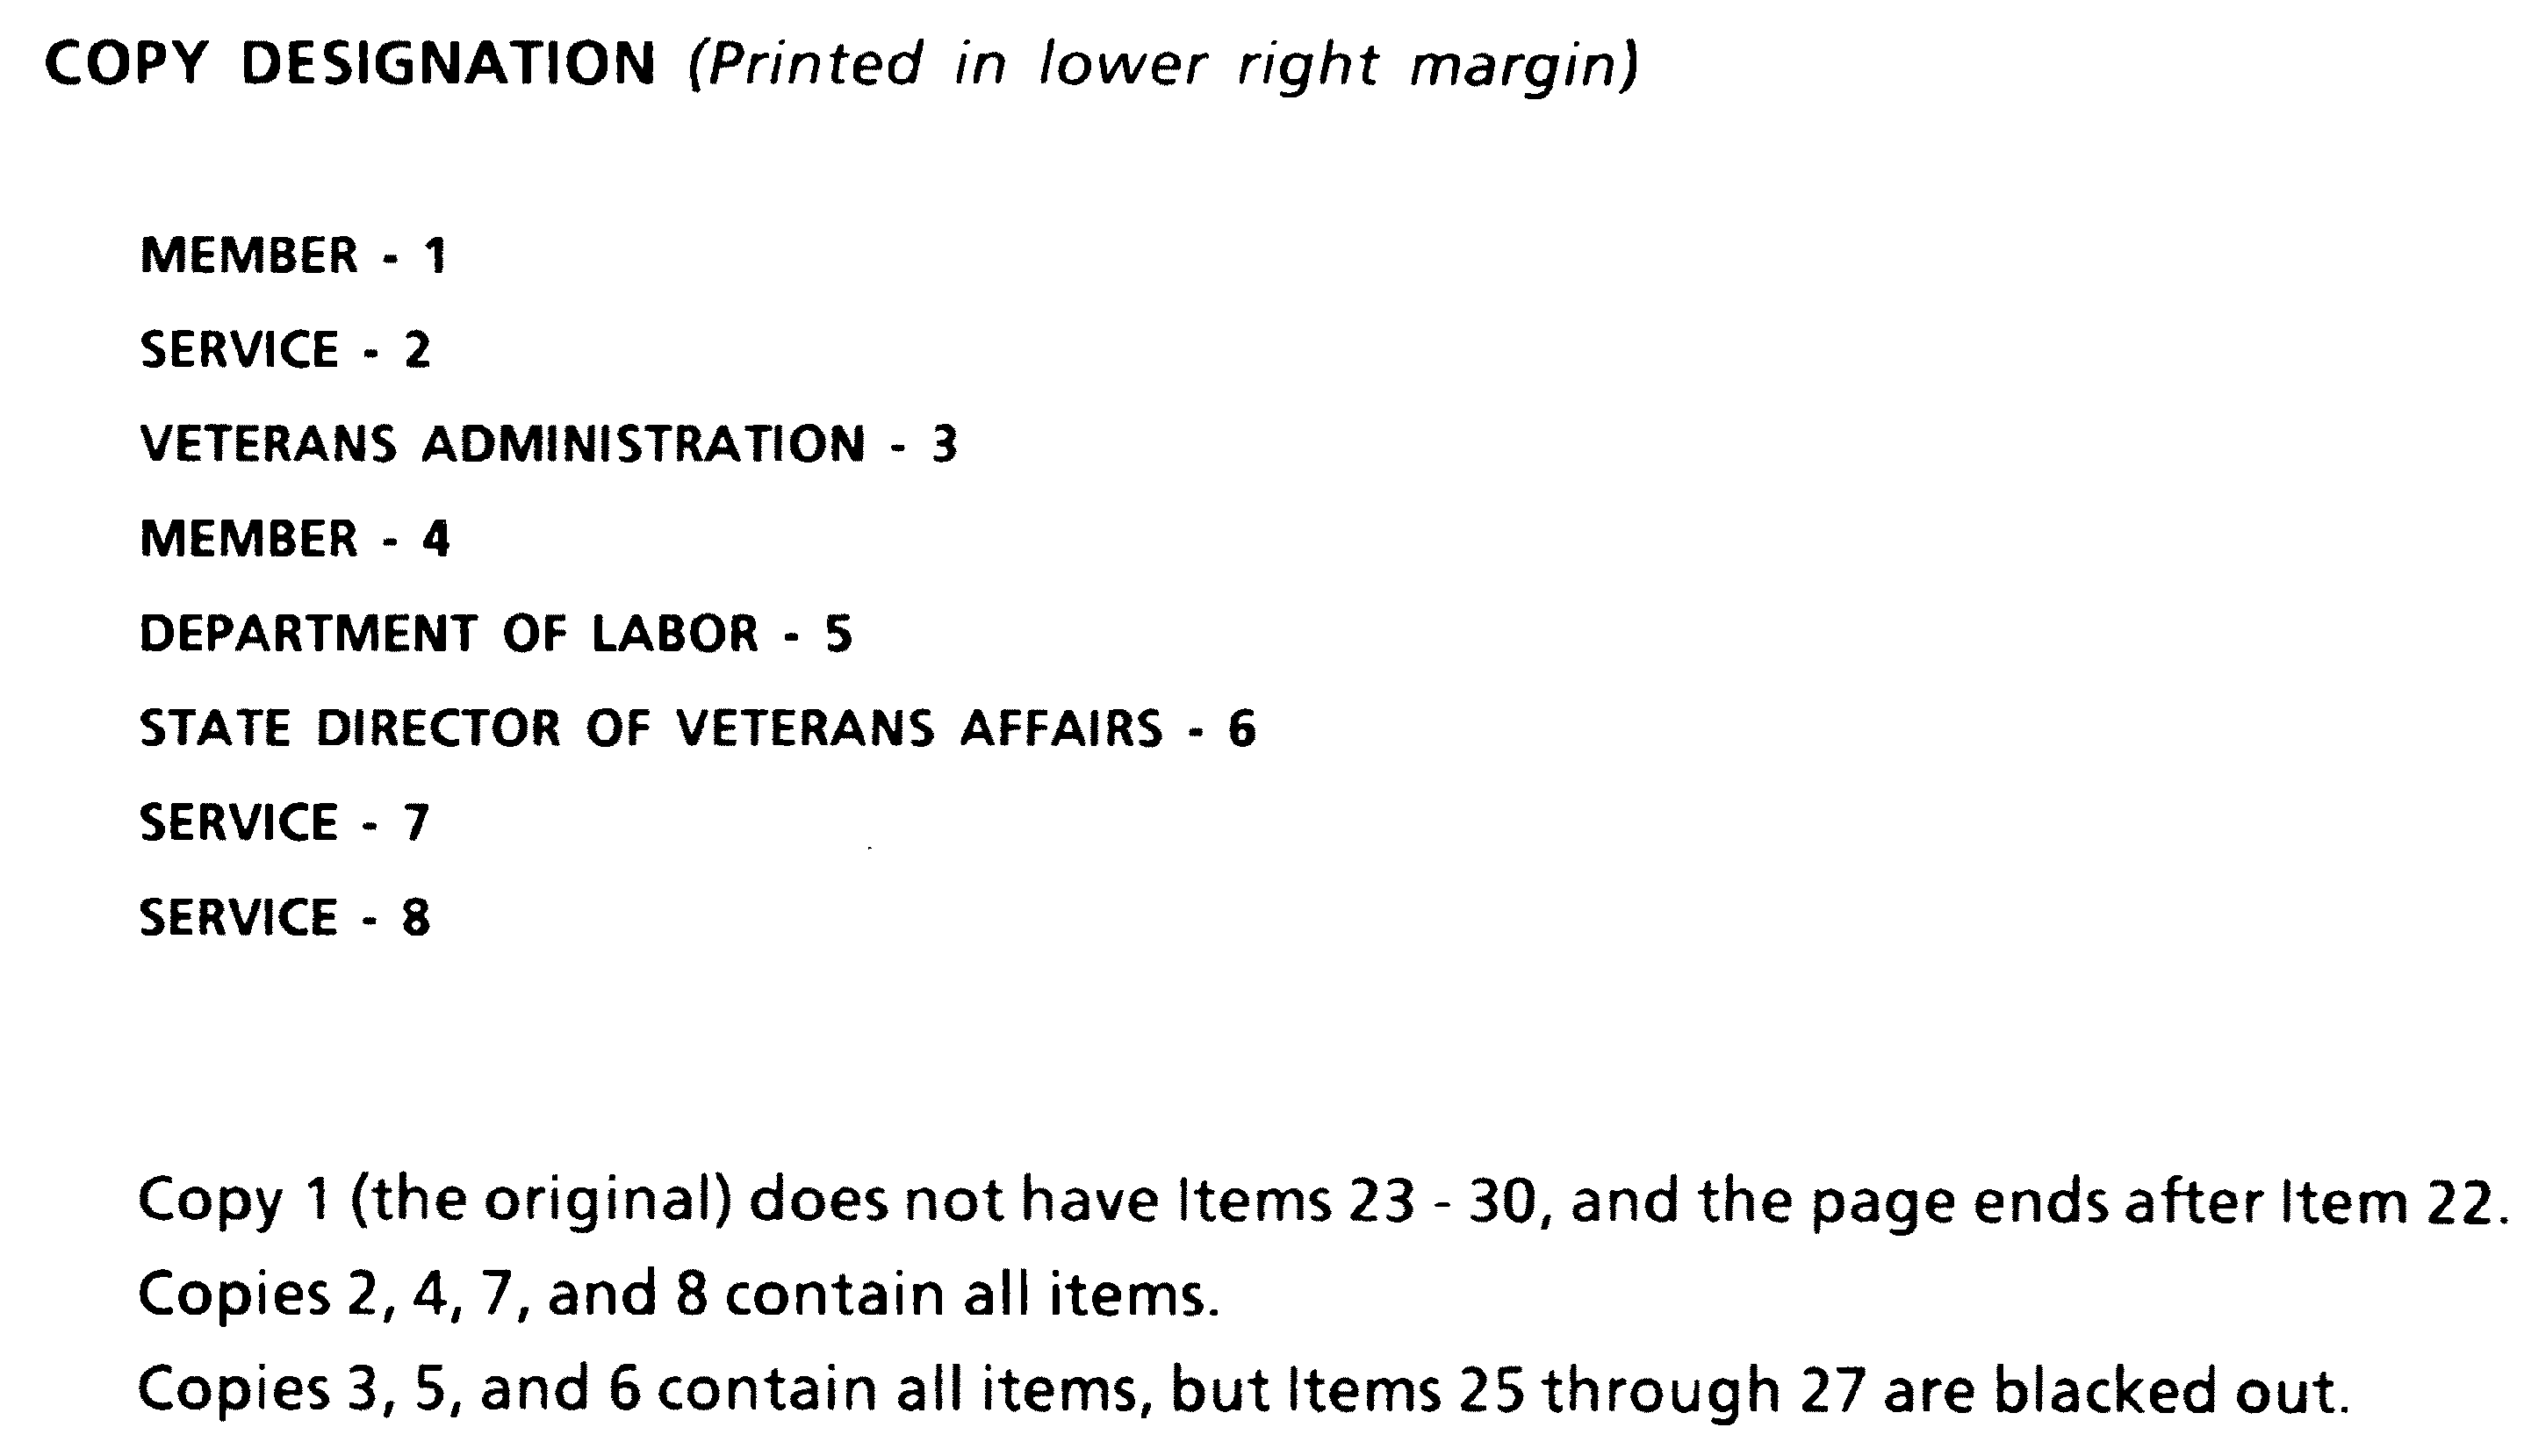 COPY DESIGNATION (Printed in lower right margin)
MEMBER - 1
SERVICE - 2
VETERANS ADMINISTRATION - 3
MEMBER - 4
DEPARTMENT OF LABOR - 5
STATE DIRECTOR OF VETERANS AFFAIRS - 6
SERVICE - 7
SERVICE - 8
Copy 1 (the original) does not have Items 23 - 30, and the page ends after Item 22.
Copies 2, 4, 7, and 8 contain all items.
Copies 3, 5, and 6 contain all items, but Items 25 through 27 are blacked out.